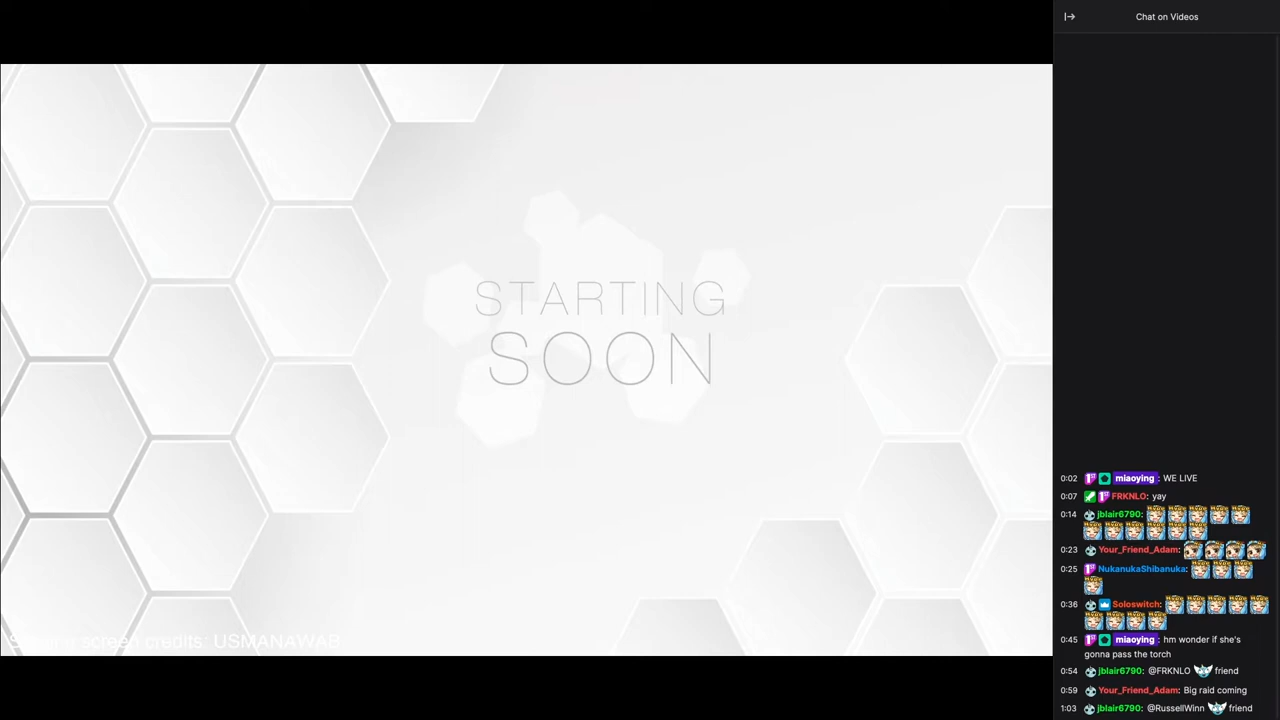 STARTING
SOON
screen credits: USMANAWAB
Chat on Videos
0:02 miaoying: WE LIVE
0:07 FRKNLO: yay
0:14 jblair6790:
0:23 Your_Friend_Adam:
0:25 NukanukaShibanuka:
0:36 Soloswitch:
0:45 miaoying: hm wonder if she's
gonna pass the torch
0:54 jblair6790: @FRKNLO friend
0:59 Your_Friend_Adam: Big raid coming
1:03 jblair6790: @RussellWinn friend